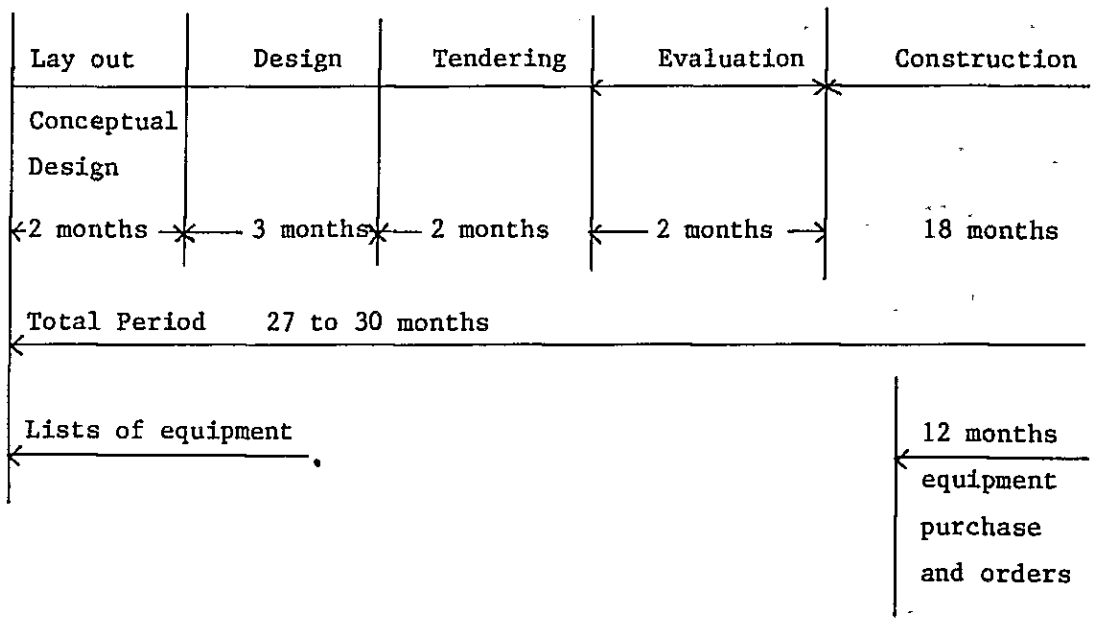 Lay out Design Tendering Evaluation Construction
Conceptual
Design
2 months 3 months 2 months 2 months 18 months
Total Period 27 to 30 months
Lists of equipment
12 months
equipment
purchase
and orders